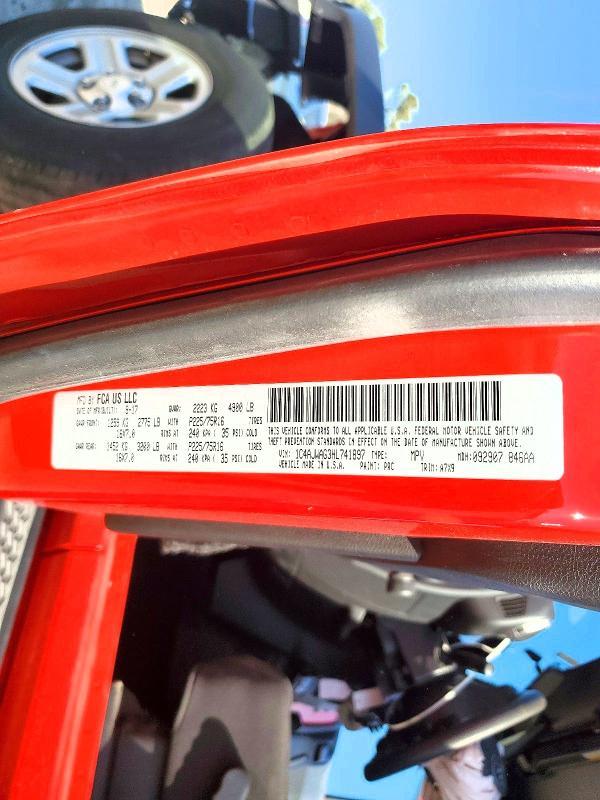 MFD BY FCA US LLC
DATE OF MFR/BUILT: 9-17 GVWR: 2223 KG 4900 LB
GAWR FRONT: 1259 KG 2775 LB WITH P225/75R16 TIRES
16X7.0 RIMS AT 240 KPA ( 35 PSI) COLD
GAWR REAR: 1452 KG 3200 LB WITH P225/75R16 TIRES
16X7.0 RIMS AT 240 KPA ( 35 PSI) COLD
THIS VEHICLE CONFORMS TO ALL APPLICABLE U.S.A. FEDERAL MOTOR VEHICLE SAFETY AND
THEFT PREVENTION STANDARDS IN EFFECT ON THE DATE OF MANUFACTURE SHOWN ABOVE.
VIN: 1C4AJWAG3HL741897 TYPE: MPV MDH: 092907 846AA
VEHICLE MADE IN U.S.A. PAINT: PRC TRIM: A7X9